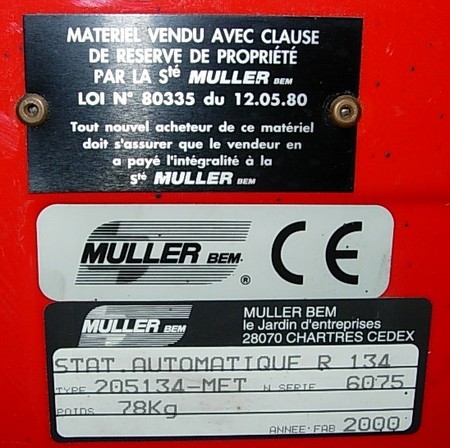 MATERIEL VENDU AVEC CLAUSE
DE RESERVE DE PROPRIÉTÉ
PAR LA Sté MULLER BEM
LOI N° 80335 du 12.05.80
Tout nouvel acheteur de ce matériel
doit s'assurer que le vendeur en
a payé l'intégralité à la
Sté MULLER BEM
MULLER BEM ® CE
MULLER BEM
MULLER BEM
le Jardin d'entreprises
28070 CHARTRES CEDEX
STAT.AUTOMATIQUE R 134
TYPE 205134-MFT N SERIE 6075
POIDS 78Kg
ANNEE FAB 2000